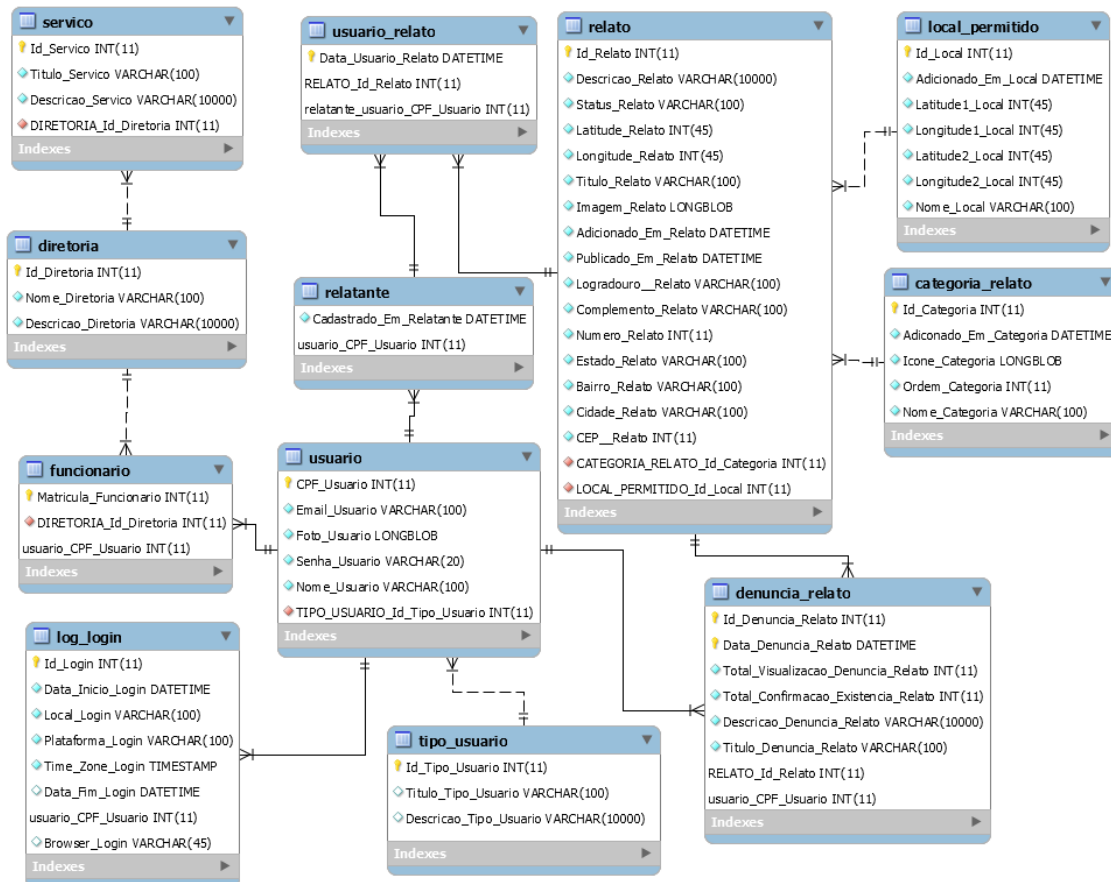 servico
Id_Servico INT(11)
Titulo_Servico VARCHAR(100)
Descricao_Servico VARCHAR(10000)
DIRETORIA_Id_Diretoria INT(11)
Indexes
usuario_relato
Data_Usuario_Relato DATETIME
RELATO_Id_Relato INT(11)
relatante_usuario_CPF_Usuario INT(11)
Indexes
relato
Id_Relato INT(11)
Descricao_Relato VARCHAR(10000)
Status_Relato VARCHAR(100)
Latitude_Relato INT(45)
Longitude_Relato INT(45)
Titulo_Relato VARCHAR(100)
Imagem_Relato LONGBLOB
Adicionado_Em_Relato DATETIME
Publicado_Em_Relato DATETIME
Logradouro__Relato VARCHAR(100)
Complemento_Relato VARCHAR(100)
Numero_Relato INT(11)
Estado_Relato VARCHAR(100)
Bairro_Relato VARCHAR(100)
Cidade_Relato VARCHAR(100)
CEP__Relato INT(11)
CATEGORIA_RELATO_Id_Categoria INT(11)
LOCAL_PERMITIDO_Id_Local INT(11)
Indexes
local_permitido
Id_Local INT(11)
Adicionado_Em_Local DATETIME
Latitude1_Local INT(45)
Longitude1_Local INT(45)
Latitude2_Local INT(45)
Longitude2_Local INT(45)
Nome_Local VARCHAR(100)
Indexes
diretoria
Id_Diretoria INT(11)
Nome_Diretoria VARCHAR(100)
Descricao_Diretoria VARCHAR(10000)
Indexes
relatante
Cadastrado_Em_Relatante DATETIME
usuario_CPF_Usuario INT(11)
Indexes
categoria_relato
Id_Categoria INT(11)
Adiconado_Em_Categoria DATETIME
Icone_Categoria LONGBLOB
Ordem_Categoria INT(11)
Nome_Categoria VARCHAR(100)
Indexes
funcionario
Matricula_Funcionario INT(11)
DIRETORIA_Id_Diretoria INT(11)
usuario_CPF_Usuario INT(11)
Indexes
usuario
CPF_Usuario INT(11)
Email_Usuario VARCHAR(100)
Foto_Usuario LONGBLOB
Senha_Usuario VARCHAR(20)
Nome_Usuario VARCHAR(100)
TIPO_USUARIO_Id_Tipo_Usuario INT(11)
Indexes
denuncia_relato
Id_Denuncia_Relato INT(11)
Data_Denuncia_Relato DATETIME
Total_Visualizacao_Denuncia_Relato INT(11)
Total_Confirmacao_Existencia_Relato INT(11)
Descricao_Denuncia_Relato VARCHAR(10000)
Titulo_Denuncia_Relato VARCHAR(100)
RELATO_Id_Relato INT(11)
usuario_CPF_Usuario INT(11)
Indexes
log_login
Id_Login INT(11)
Data_Inicio_Login DATETIME
Local_Login VARCHAR(100)
Plataforma_Login VARCHAR(100)
Time_Zone_Login TIMESTAMP
Data_Fim_Login DATETIME
usuario_CPF_Usuario INT(11)
Browser_Login VARCHAR(45)
Indexes
tipo_usuario
Id_Tipo_Usuario INT(11)
Titulo_Tipo_Usuario VARCHAR(100)
Descricao_Tipo_Usuario VARCHAR(10000)
Indexes